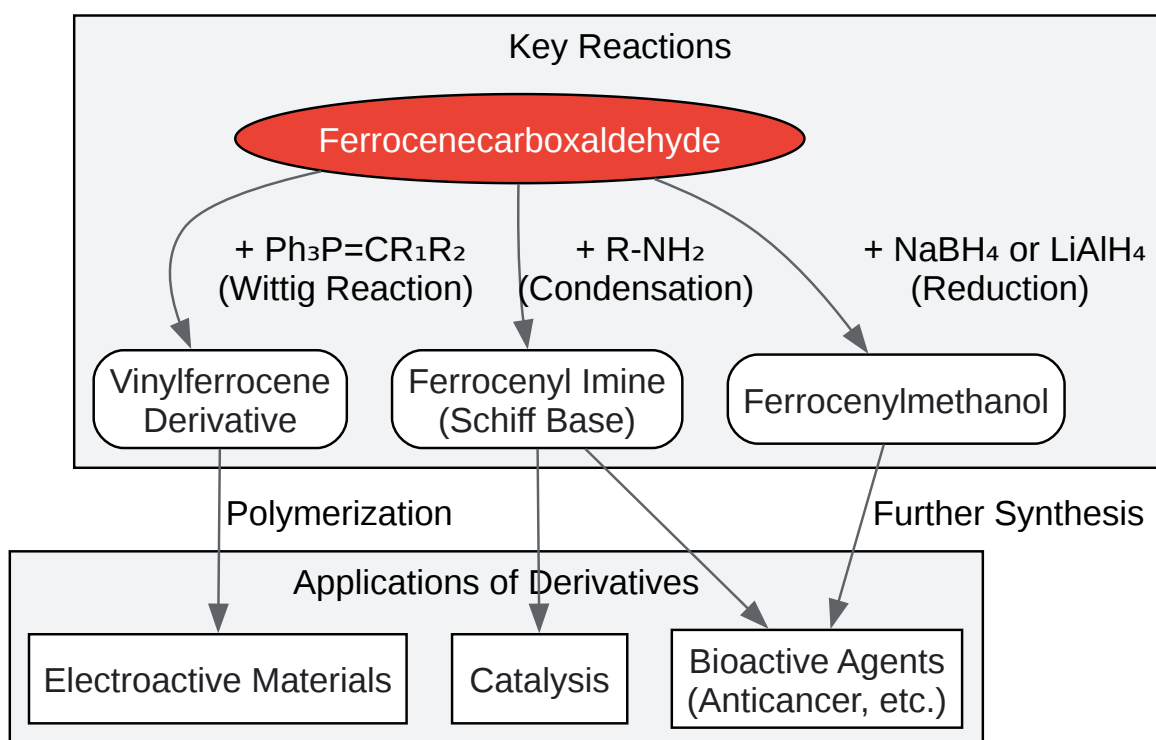 Key Reactions
Ferrocenecarboxaldehyde
+ Ph₃P=CR₁R₂
(Wittig Reaction)
+ R-NH₂
(Condensation)
+ NaBH₄ or LiAlH₄
(Reduction)
Vinylferrocene
Derivative
Ferrocenyl Imine
(Schiff Base)
Ferrocenylmethanol
Polymerization
Further Synthesis
Applications of Derivatives
Electroactive Materials
Catalysis
Bioactive Agents
(Anticancer, etc.)